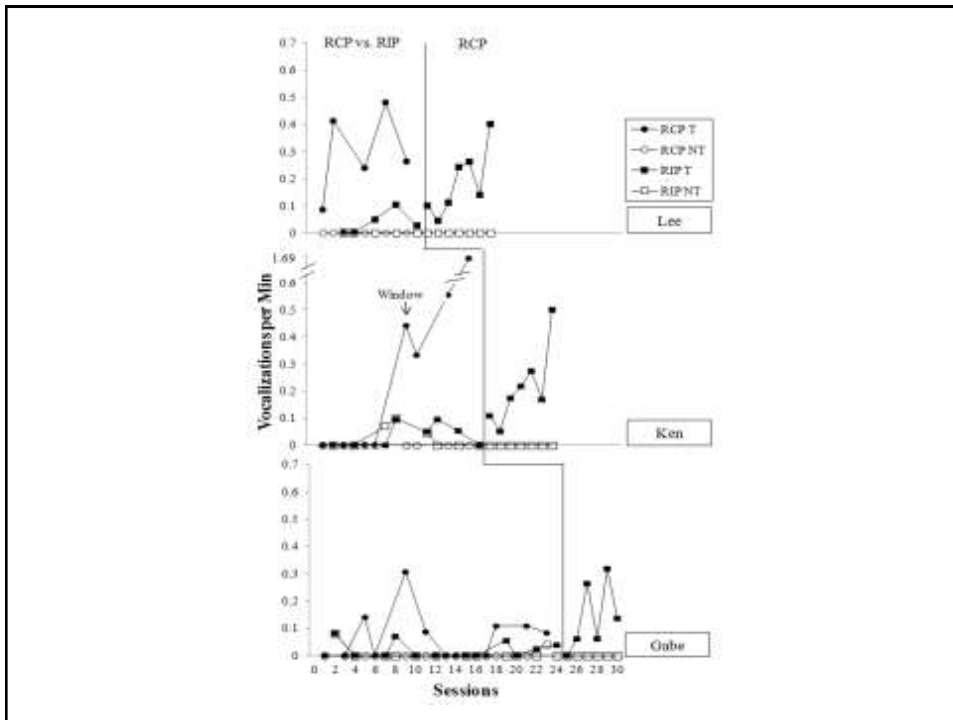 RCP vs. RIP RCP
0.7
0.6
0.5
0.4
0.3
0.2
0.1
0
RCP T
RCP NT
RIP T
RIP NT
Lee
Vocalizations per Min
1.69
0.6
0.5
0.4
0.3
0.2
0.1
0
Window
Ken
0.7
0.6
0.5
0.4
0.3
0.2
0.1
0
Gabe
0 2 4 6 8 10 12 14 16 18 20 22 24 26 28 30
Sessions